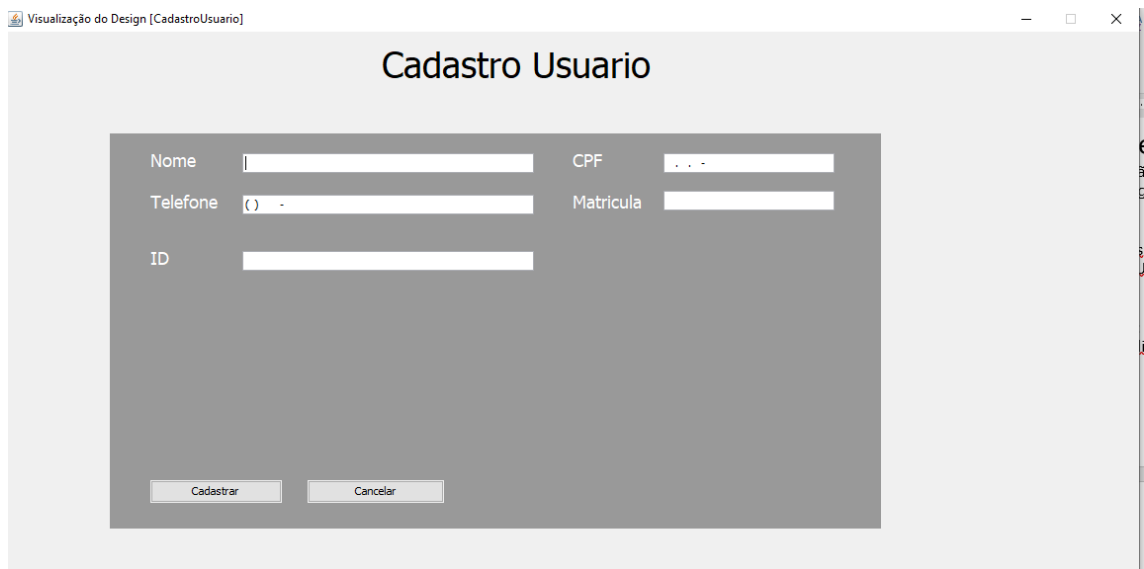 Visualização do Design [CadastroUsuario]
Cadastro Usuario
Nome
CPF . . -
Telefone ( ) -
Matricula
ID
Cadastrar Cancelar